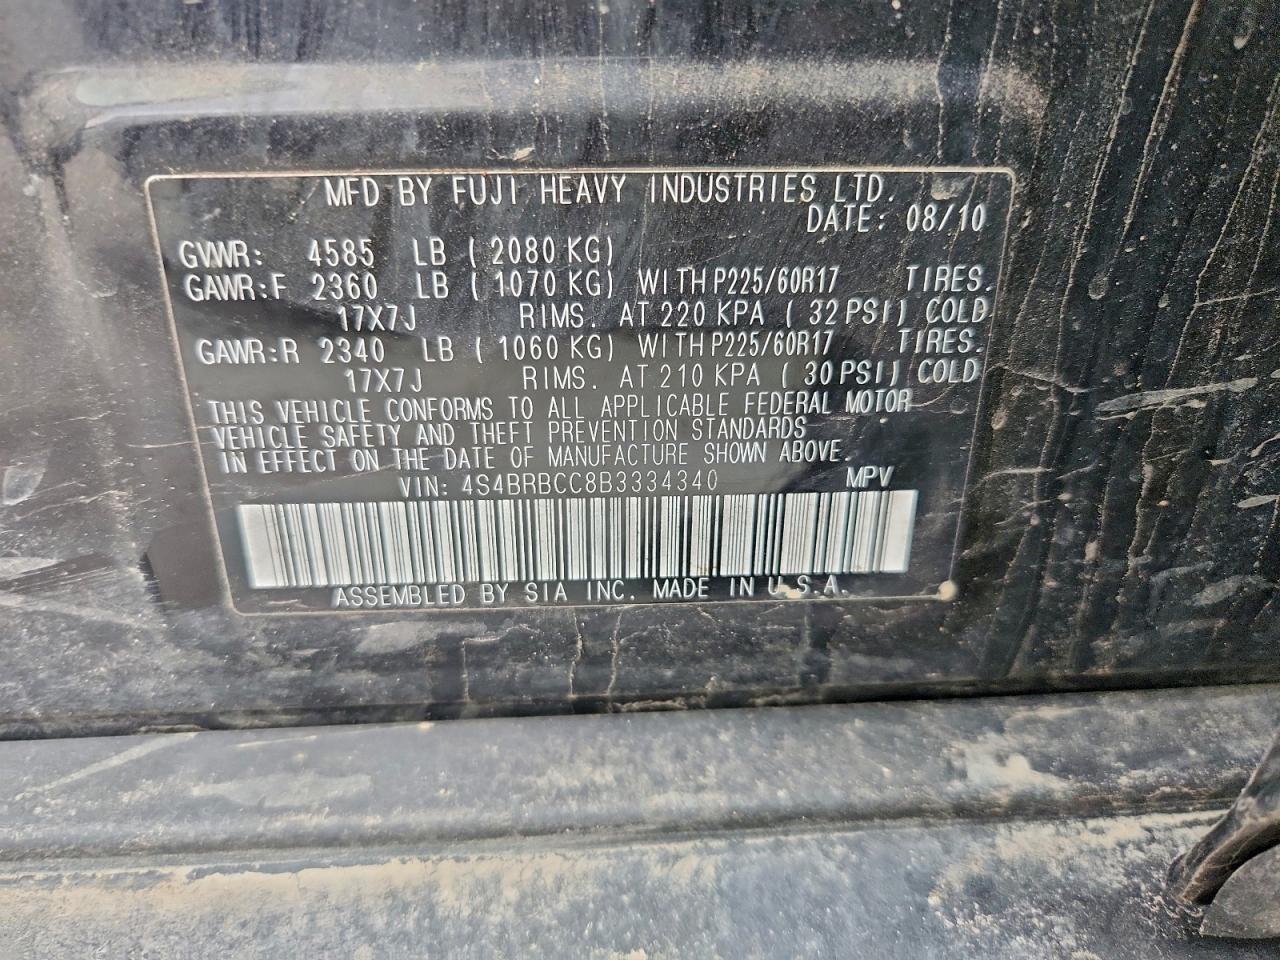 MFD BY FUJI HEAVY INDUSTRIES LTD.
DATE: 08/10
GVWR: 4585 LB ( 2080 KG)
GAWR:F 2360 LB ( 1070 KG) WITH P225/60R17 TIRES.
17X7J RIMS. AT 220 KPA ( 32 PSI) COLD
GAWR:R 2340 LB ( 1060 KG) WITH P225/60R17 TIRES.
17X7J RIMS. AT 210 KPA ( 30 PSI) COLD
THIS VEHICLE CONFORMS TO ALL APPLICABLE FEDERAL MOTOR
VEHICLE SAFETY AND THEFT PREVENTION STANDARDS
IN EFFECT ON THE DATE OF MANUFACTURE SHOWN ABOVE.
VIN: 4S4BRBCC8B3334340 MPV
ASSEMBLED BY SIA INC. MADE IN U.S.A.